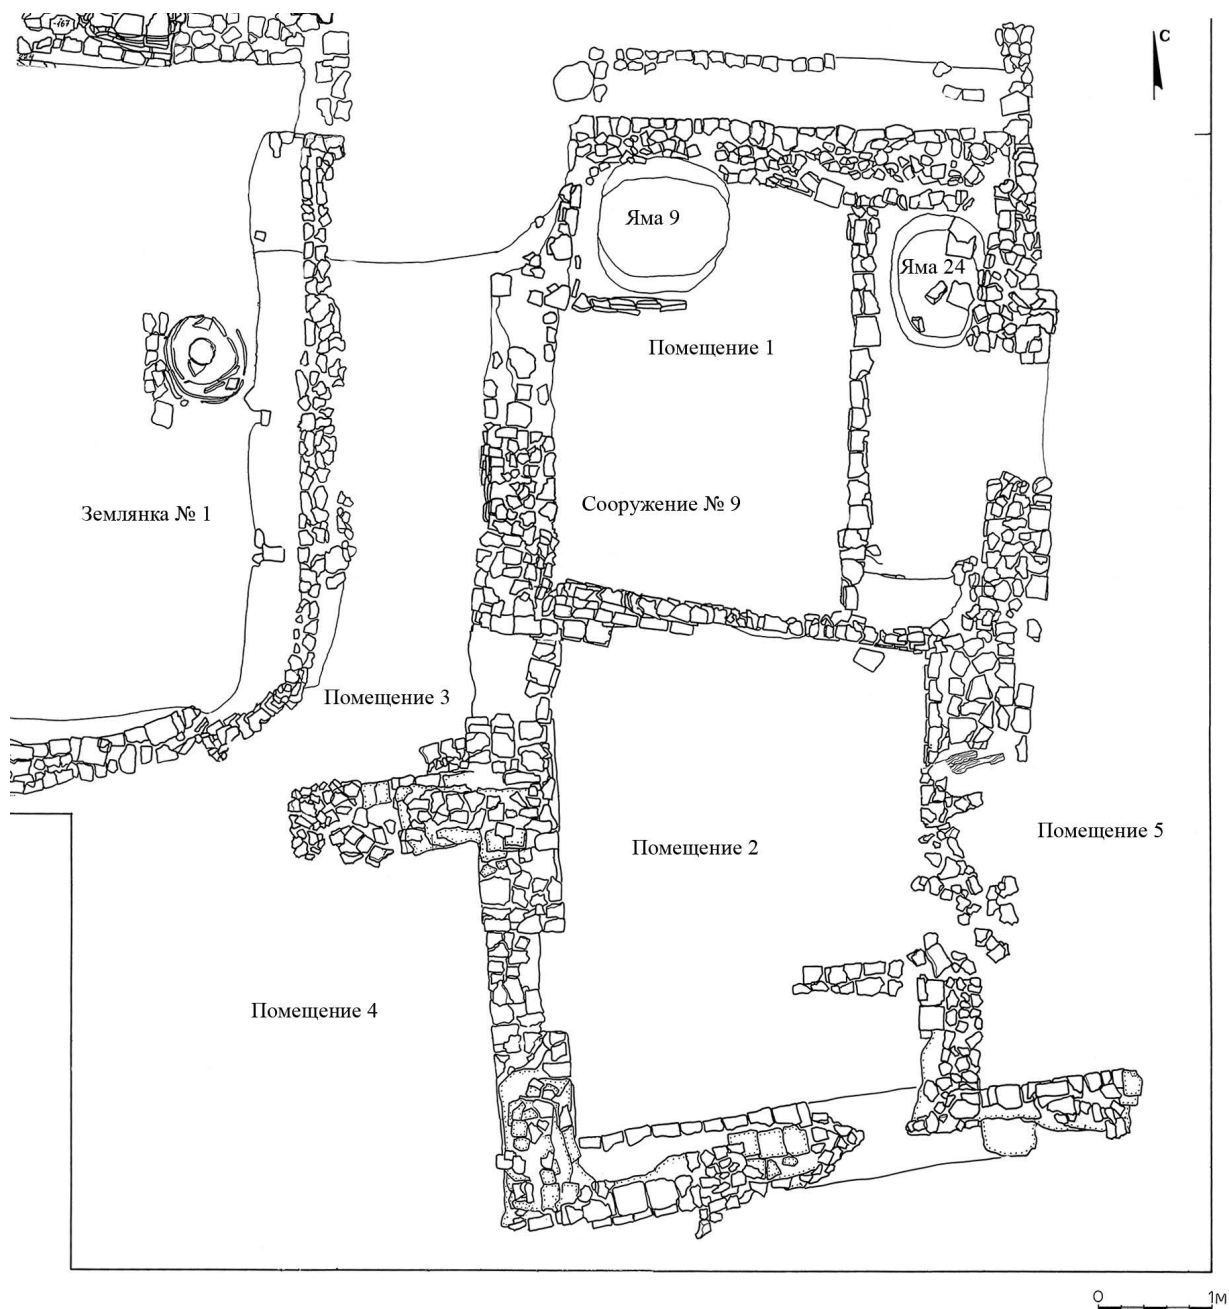 -167
С
Яма 9
Яма 24
Помещение 1
Сооружение № 9
Землянка № 1
Помещение 3
Помещение 5
Помещение 2
Помещение 4
0 1м